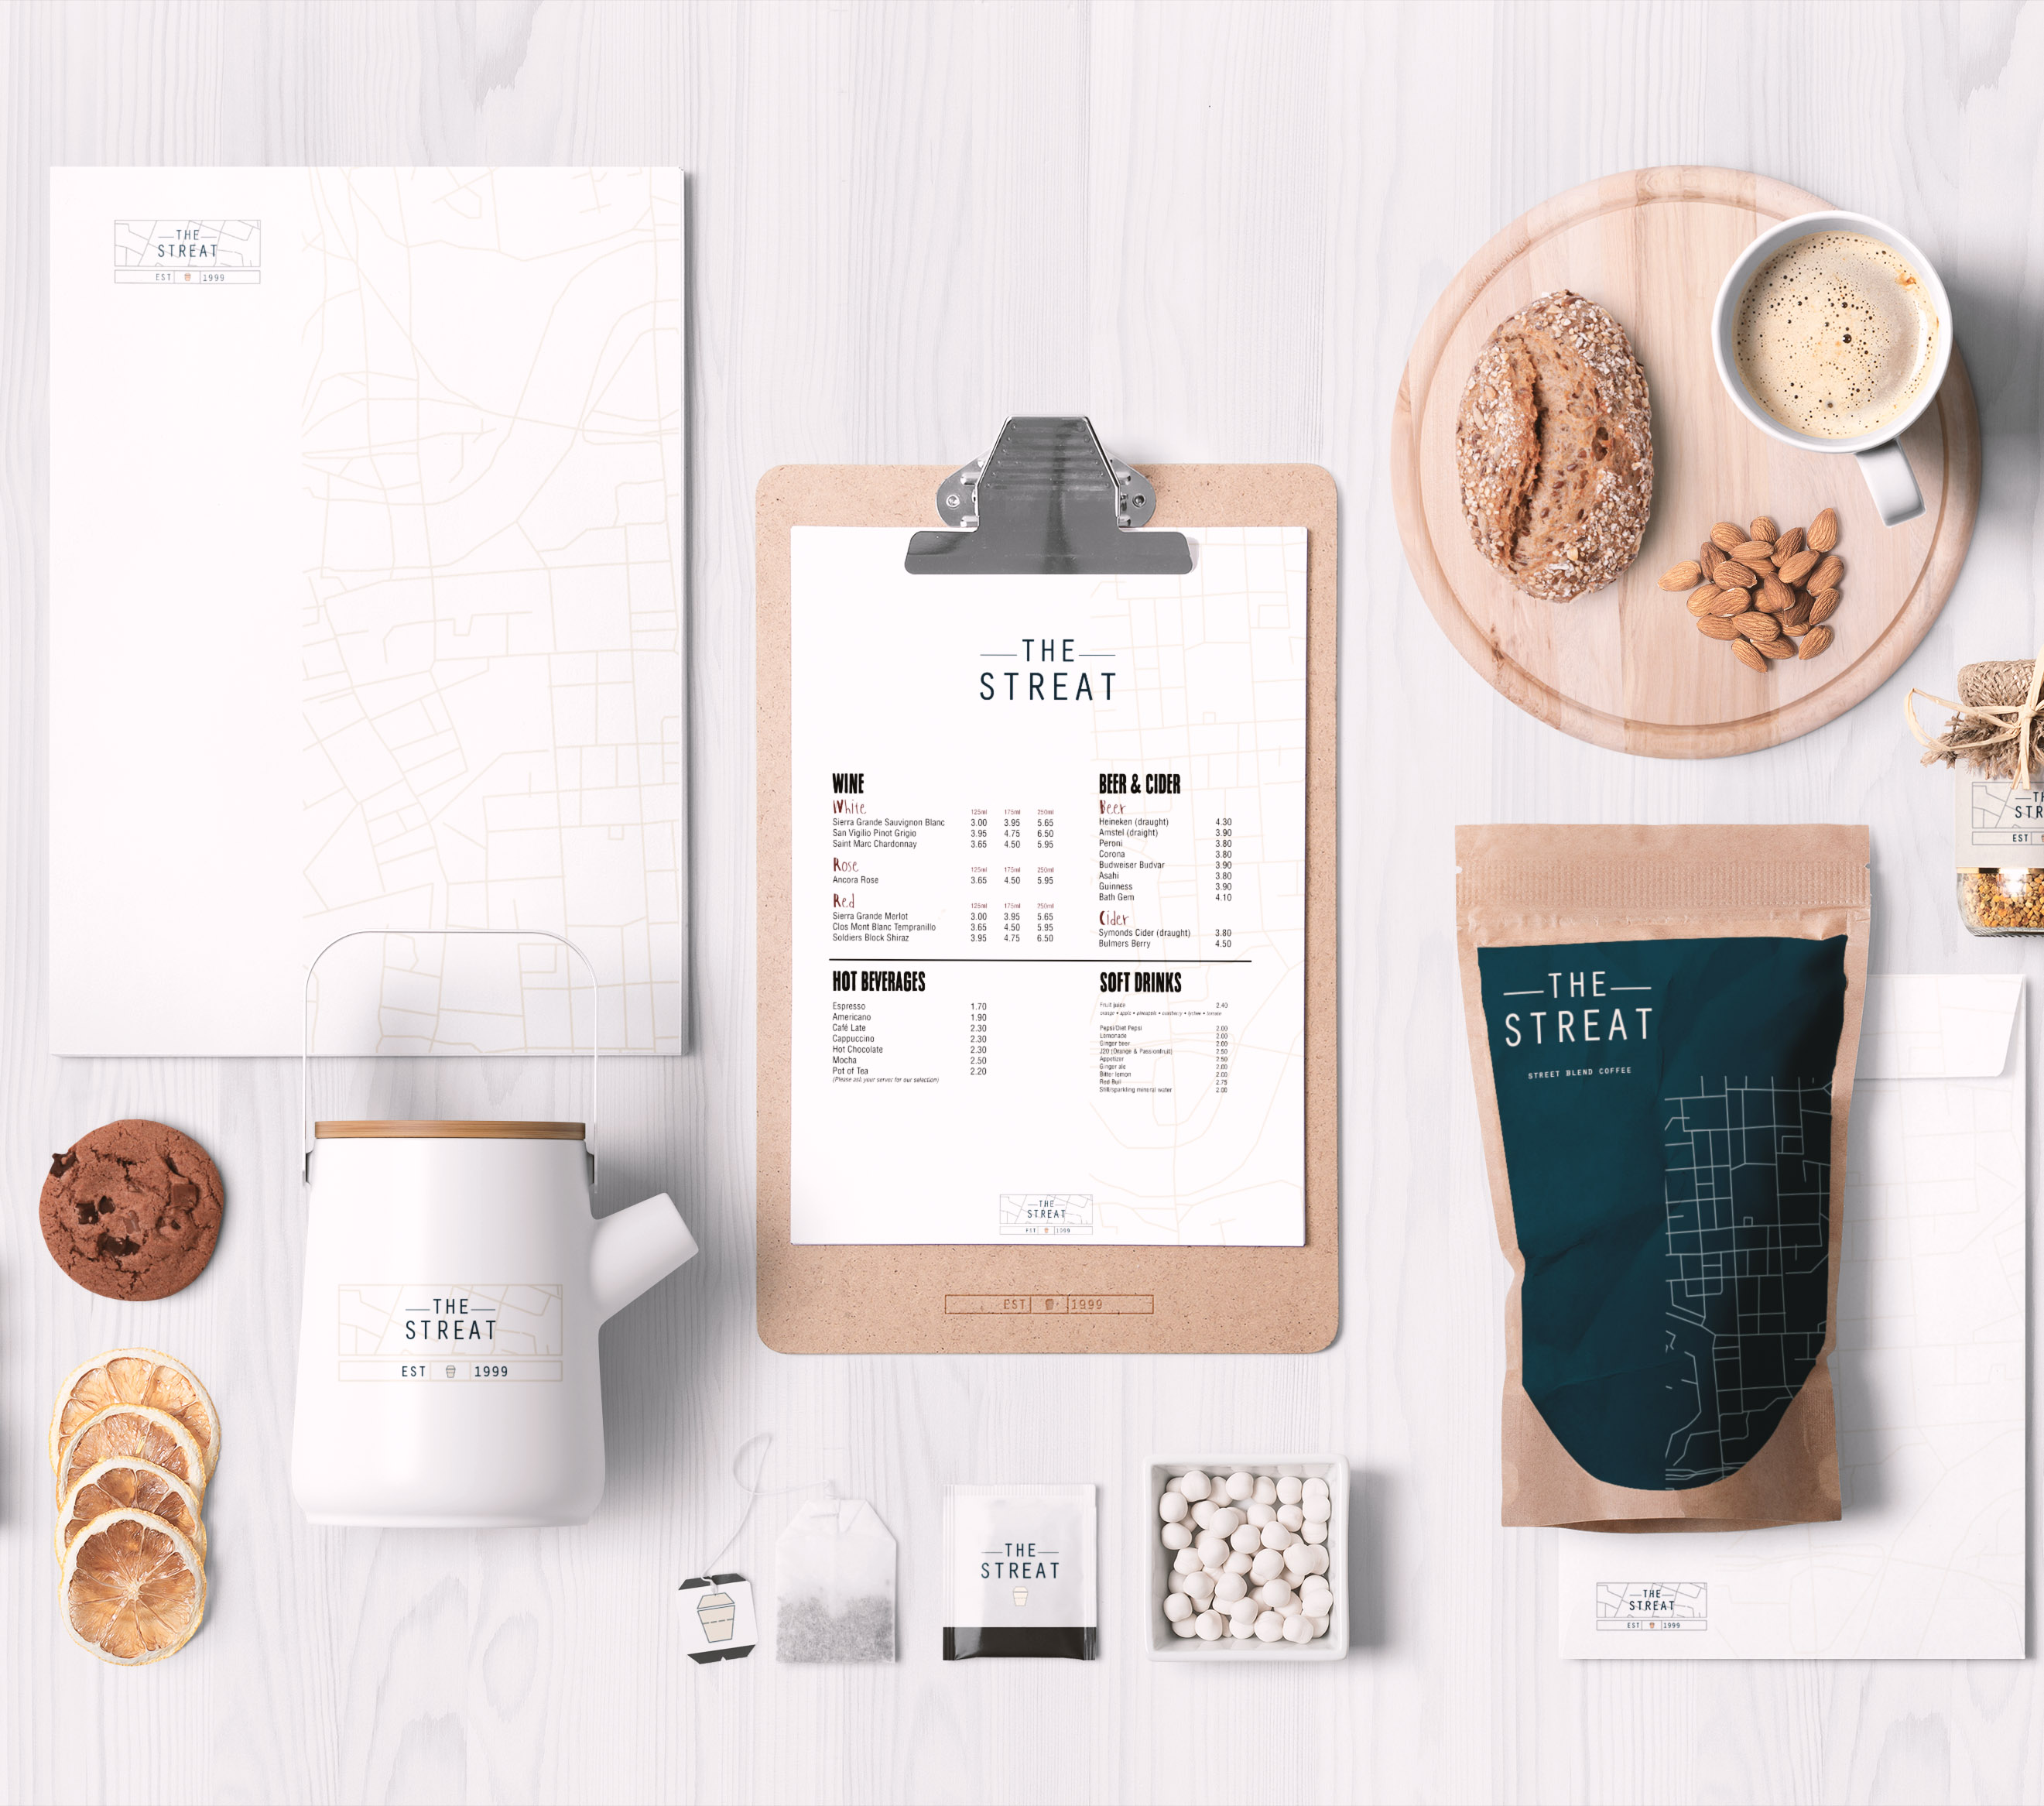 THE
STREAT
EST 1999
THE
STREAT
WINE
White 125ml 175ml 250ml
Sierra Grande Sauvignon Blanc 3.00 3.95 5.65
San Vigilio Pinot Grigio 3.95 4.75 6.50
Saint Marc Chardonnay 3.65 4.50 5.95
Rose 125ml 175ml 250ml
Ancora Rose 3.65 4.50 5.95
Red 125ml 175ml 250ml
Sierra Grande Merlot 3.00 3.95 5.65
Clos Mont Blanc Tempranillo 3.65 4.50 5.95
Soldiers Block Shiraz 3.95 4.75 6.50
BEER & CIDER
Beer
Heineken (draught) 4.30
Amstel (draight) 3.90
Peroni 3.80
Corona 3.80
Budweiser Budvar 3.90
Asahi 3.80
Guinness 3.90
Bath Gem 4.10
Cider
Symonds Cider (draught) 3.80
Bulmers Berry 4.50
HOT BEVERAGES
Espresso 1.70
Americano 1.90
Café Late 2.30
Cappuccino 2.30
Hot Chocolate 2.30
Mocha 2.50
Pot of Tea 2.20
(Please ask your server for our selection)
SOFT DRINKS
Fruit juice 2.40
orange • apple • pineapple • cranberry • lychee • tomato
Pepsi/Diet Pepsi 2.00
Lemonade 2.00
Ginger beer 2.00
J20 (Orange & Passionfruit) 2.50
Appetizer 2.50
Ginger ale 2.00
Bitter lemon 2.00
Red Bull 2.75
Still/sparkling mineral water 2.00
THE
STREAT
EST 1999
EST 1999
THE
STREAT
STREET BLEND COFFEE
TH
STR
EST
THE
STREAT
EST 1999
THE
STREAT
THE
STREAT
EST 1999